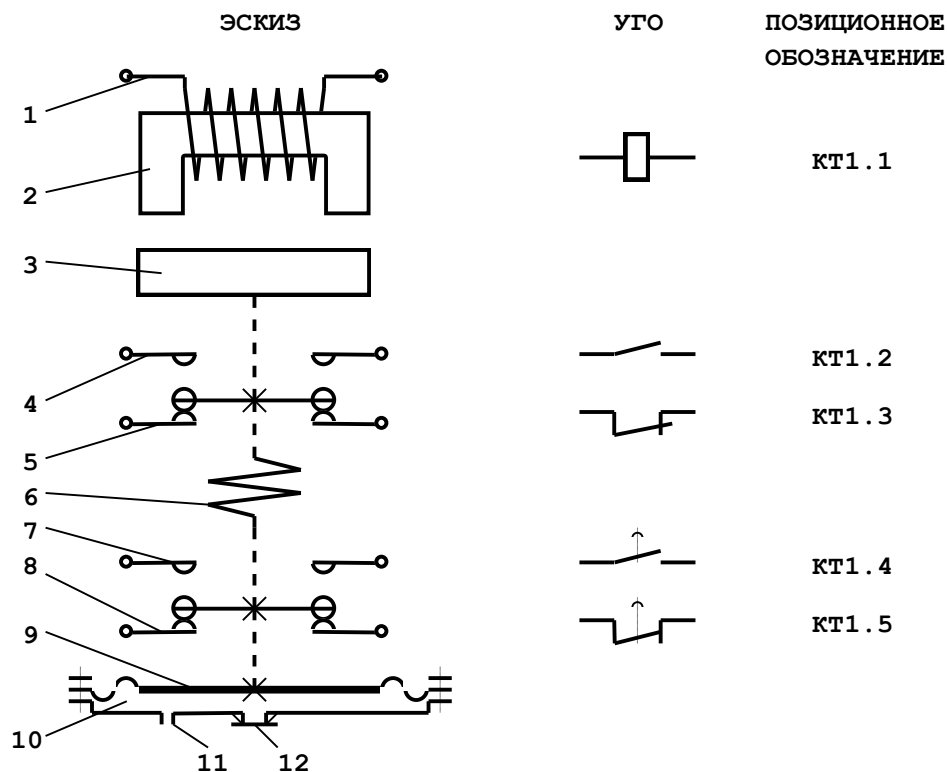 ЭСКИЗ УГО ПОЗИЦИОННОЕ
ОБОЗНАЧЕНИЕ
1
2 КТ1.1
3
4 КТ1.2
5 КТ1.3
6
7 КТ1.4
8 КТ1.5
9
10 11 12